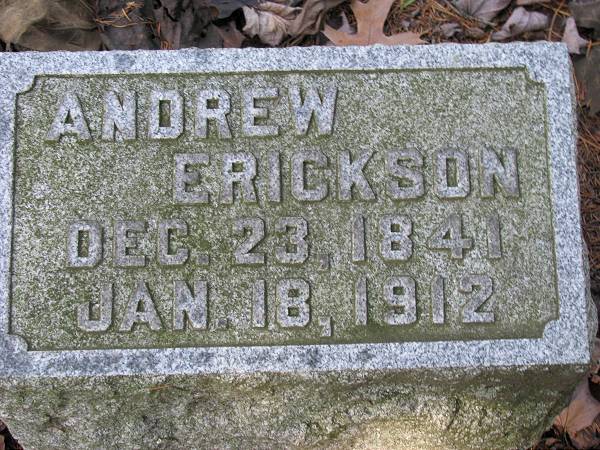 ANDREW
ERICKSON
DEC. 23, 1841
JAN. 18, 1912